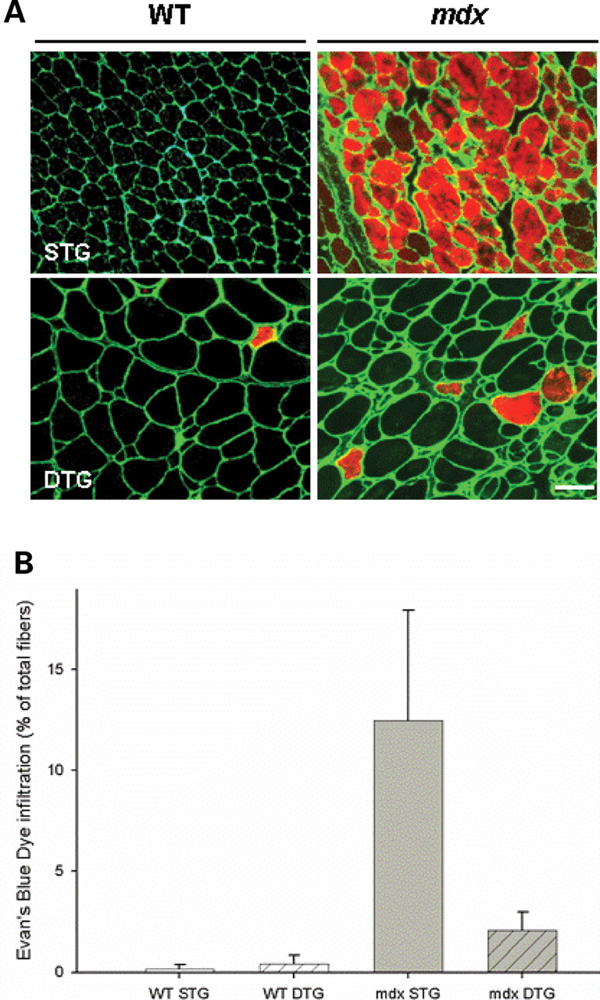 A
WT mdx
STG
DTG
B
Evan's Blue Dye infiltration (% of total fibers)
15
10
5
0
WT STG WT DTG mdx STG mdx DTG